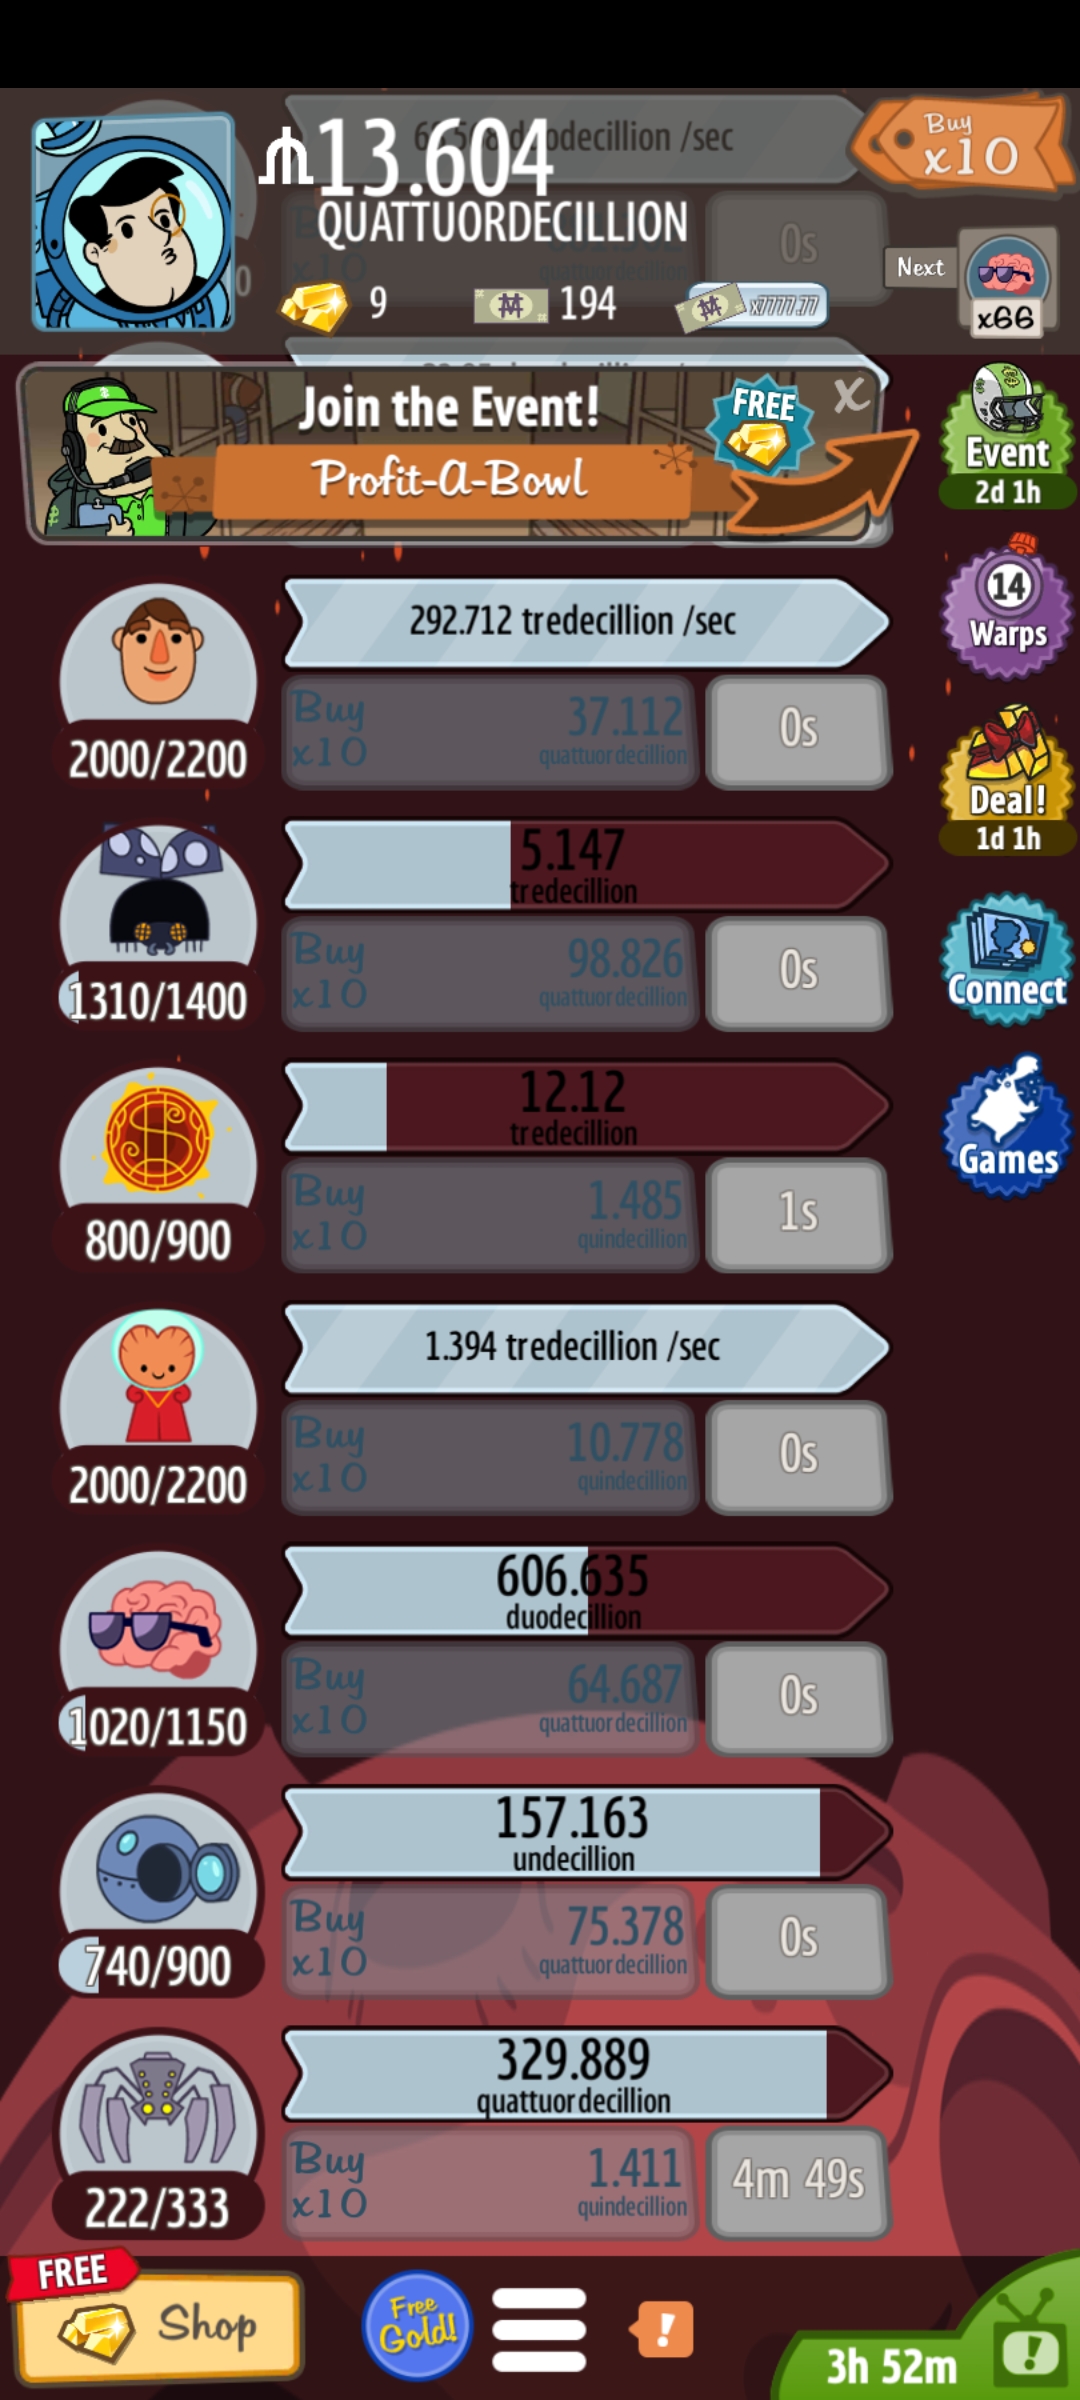 duodecillion /sec
13.604
QUATTUORDECILLION
Buy
x10
0s
Next
x66
9
194
x7777.77
Join the Event!
Profit-A-Bowl
FREE
X
Event
2d 1h
292.712 tredecillion /sec
Buy
x10
37.112
quattuordecillion
0s
2000/2200
14
Warps
Deal!
1d 1h
5.147
tredecillion
Buy
x10
98.826
quattuordecillion
0s
1310/1400
Connect
12.12
tredecillion
Buy
x10
1.485
quindecillion
1s
800/900
Games
1.394 tredecillion /sec
Buy
x10
10.778
quindecillion
0s
2000/2200
606.635
duodecillion
Buy
x10
64.687
quattuordecillion
0s
1020/1150
157.163
undecillion
Buy
x10
75.378
quattuordecillion
0s
740/900
329.889
quattuordecillion
Buy
x10
1.411
quindecillion
4m 49s
222/333
FREE
Shop
Free
Gold!
!
3h 52m
!